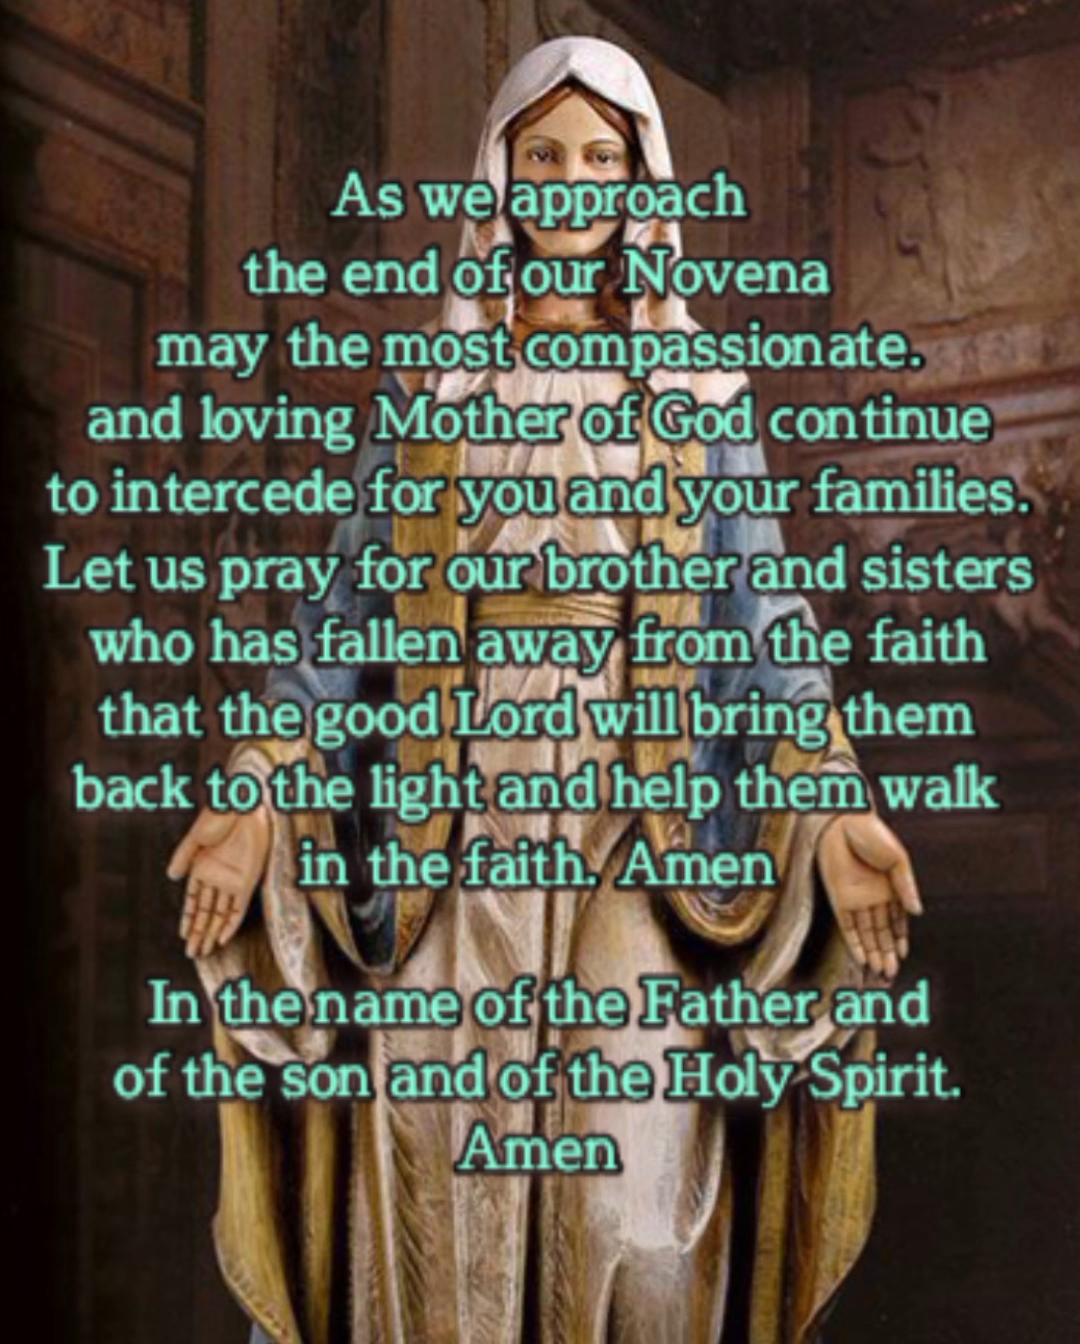 As we approach
the end of our Novena
may the most compassionate.
and loving Mother of God continue
to intercede for you and your families.
Let us pray for our brother and sisters
who has fallen away from the faith
that the good Lord will bring them
back to the light and help them walk
in the faith. Amen
In the name of the Father and
of the son and of the Holy Spirit.
Amen